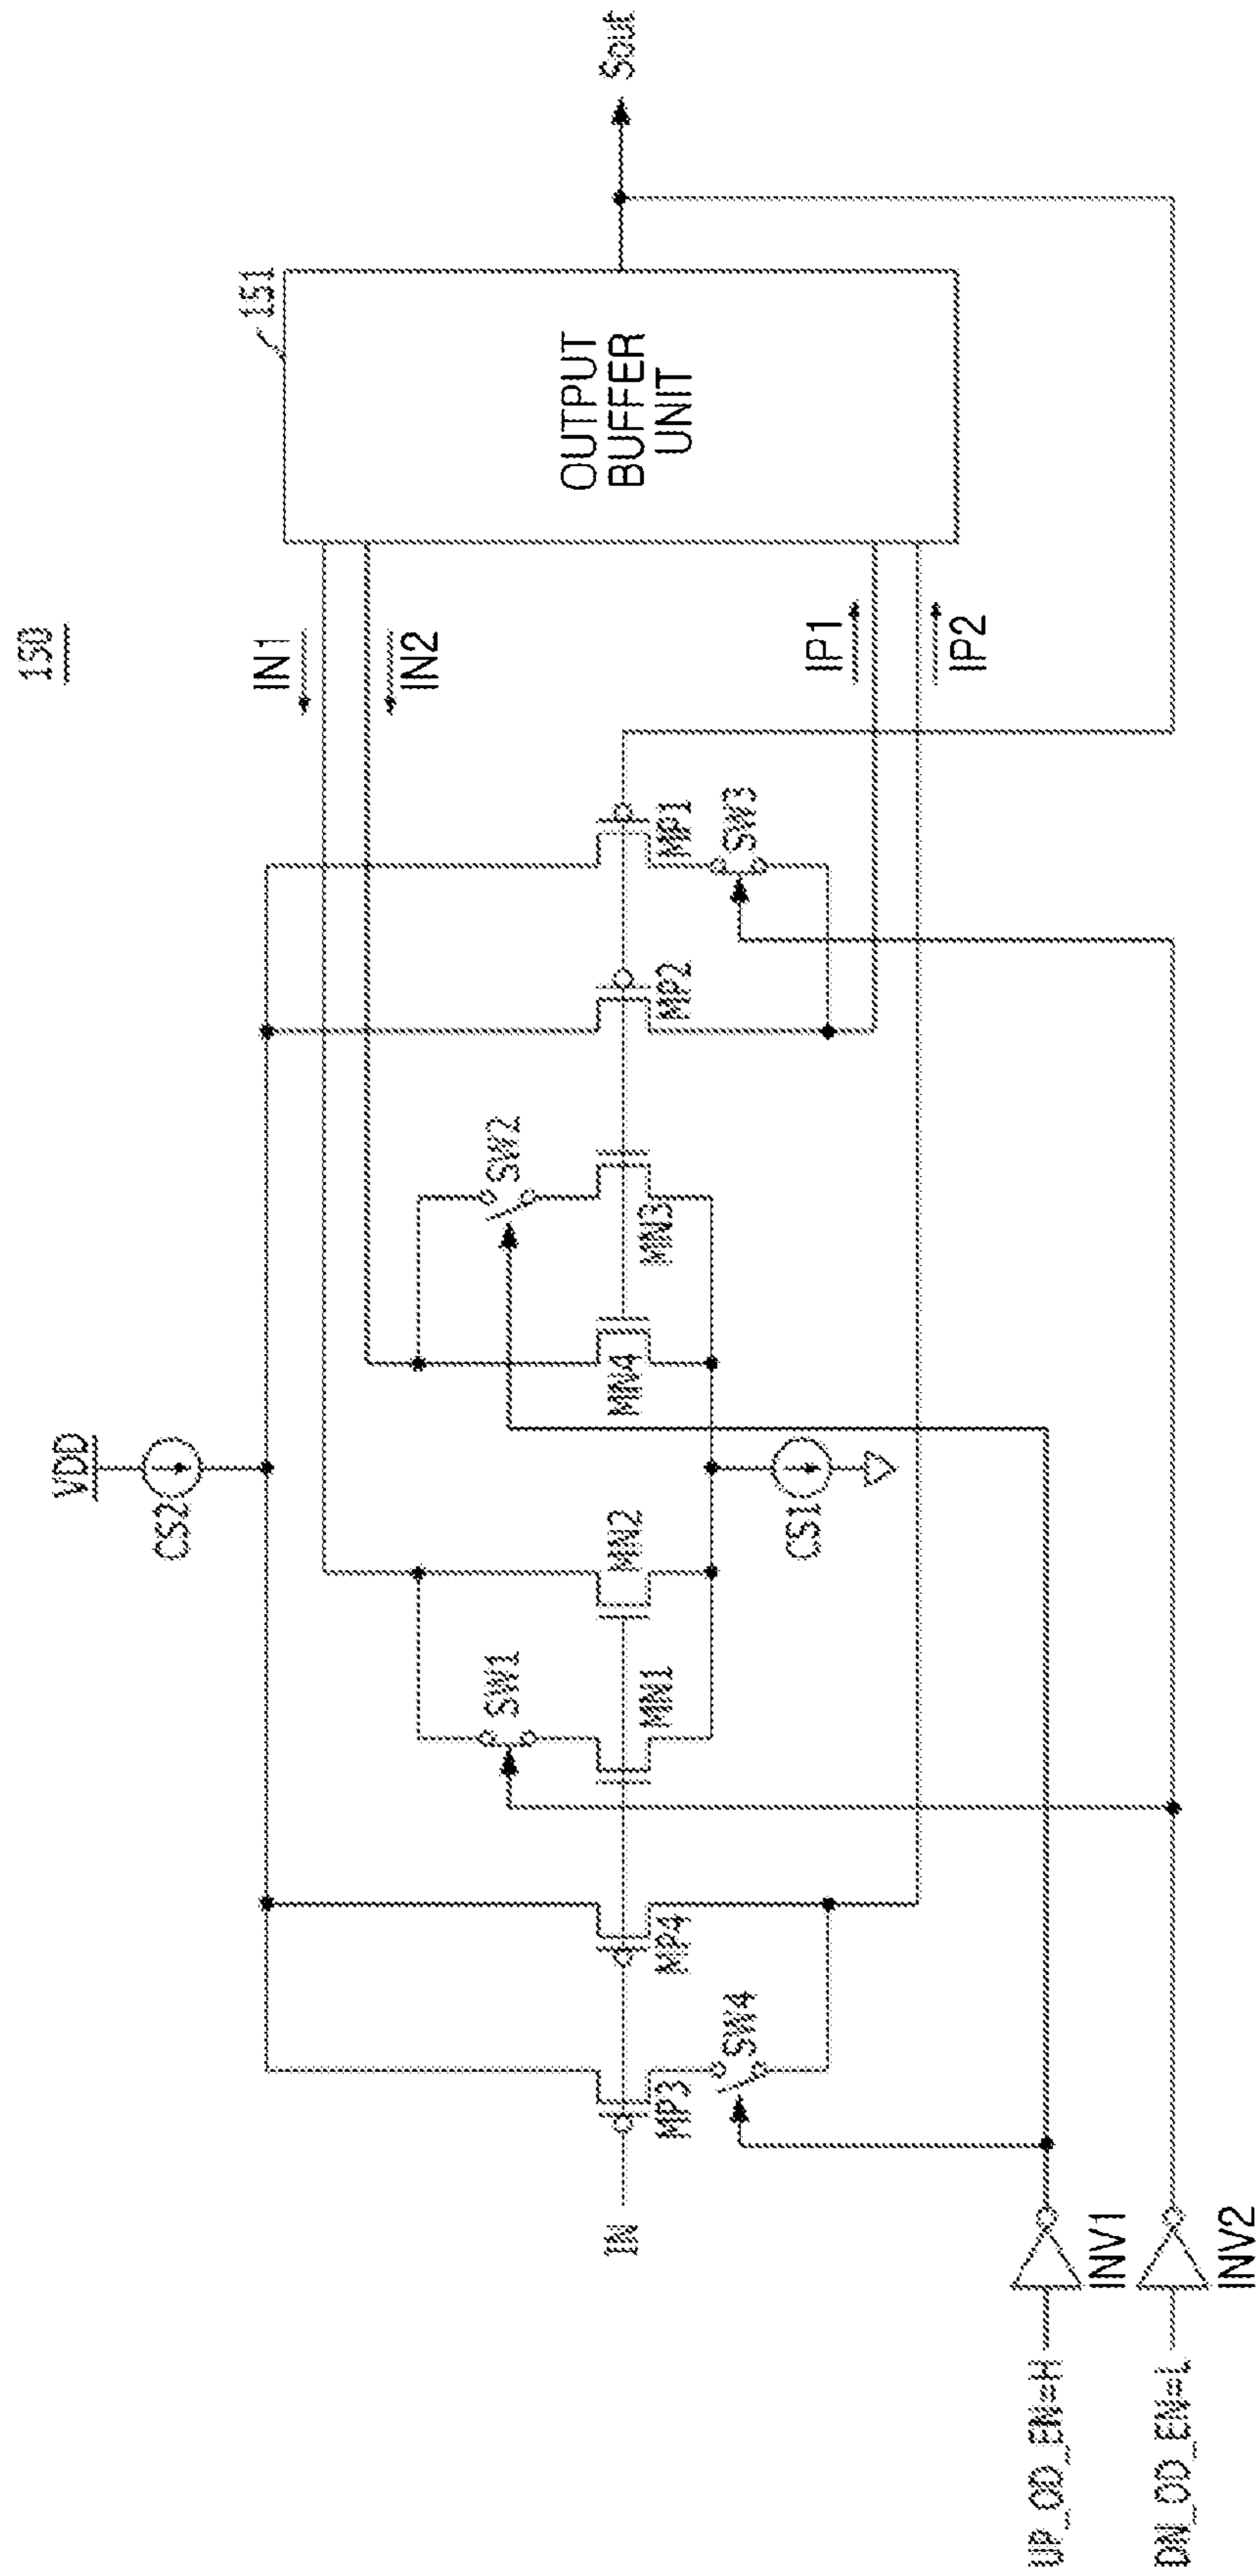 150
VDD
CS2
IN1
IN2
151
OUTPUT
BUFFER
UNIT
Sout
SW1
SW2
IN
MP3
MP4
MN1
MN2
MN4
MN3
MP2
MP1
SW4
SW3
CS1
IP1
IP2
UP_OD_EN=H
INV1
DN_OD_EN=L
INV2